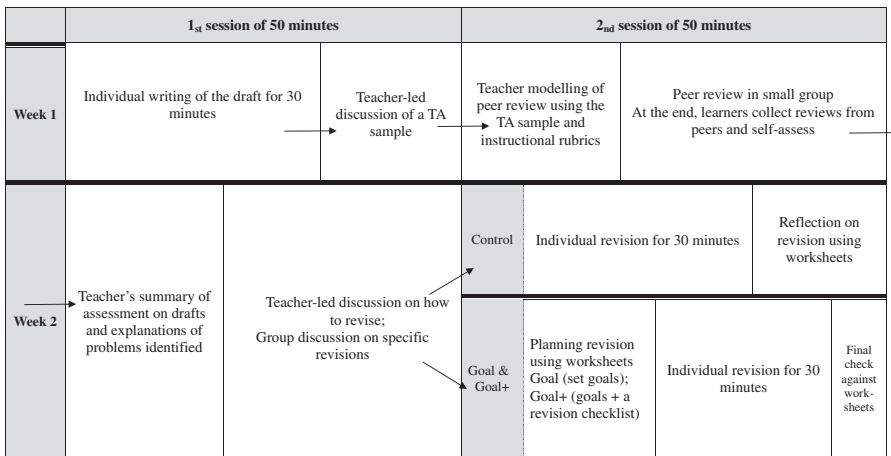 1st session of 50 minutes
2nd session of 50 minutes
Week 1
Individual writing of the draft for 30
minutes
Teacher-led
discussion of a TA
sample
Teacher modelling of
peer review using the
TA sample and
instructional rubrics
Peer review in small group
At the end, learners collect reviews from
peers and self-assess
Week 2
Teacher's summary of
assessment on drafts
and explanations of
problems identified
Teacher-led discussion on how
to revise;
Group discussion on specific
revisions
Control
Individual revision for 30 minutes
Reflection on
revision using
worksheets
Goal &
Goal+
Planning revision
using worksheets
Goal (set goals);
Goal+ (goals + a
revision checklist)
Individual revision for 30
minutes
Final
check
against
work-
sheets